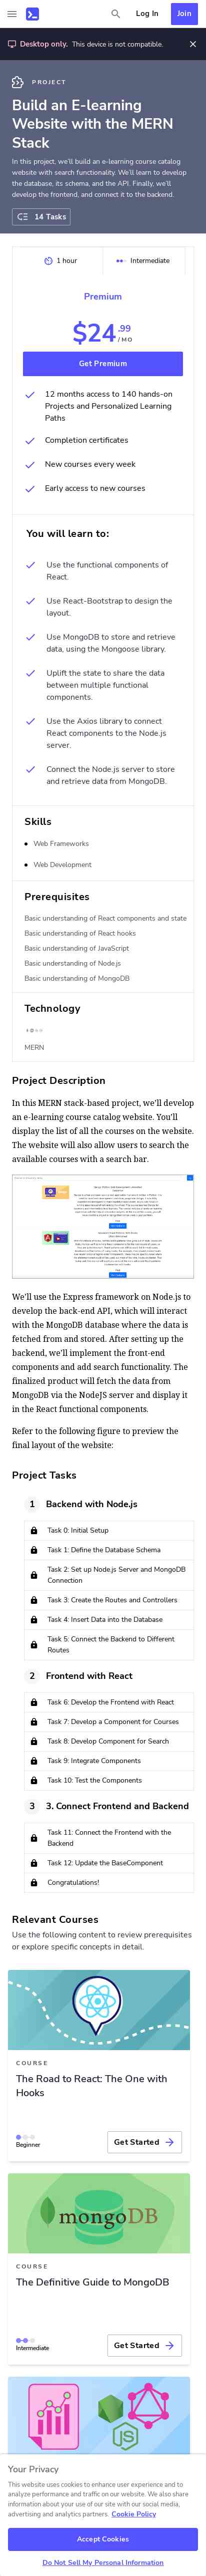 Log In
Join
Desktop only. This device is not compatible.
PROJECT
Build an E-learning
Website with the MERN
Stack
In this project, we'll build an e-learning course catalog
website with search functionality. We'll learn to develop
the database, its schema, and the API. Finally, we'll
develop the frontend, and connect it to the backend.
14 Tasks
1 hour
Intermediate
Premium
$24.99
/ MO
Get Premium
12 months access to 140 hands-on
Projects and Personalized Learning
Paths
Completion certificates
New courses every week
Early access to new courses
You will learn to:
Use the functional components of
React.
Use React-Bootstrap to design the
layout.
Use MongoDB to store and retrieve
data, using the Mongoose library.
Uplift the state to share the data
between multiple functional
components.
Use the Axios library to connect
React components to the Node.js
server.
Connect the Node.js server to store
and retrieve data from MongoDB.
Skills
Web Frameworks
Web Development
Prerequisites
Basic understanding of React components and state
Basic understanding of React hooks
Basic understanding of JavaScript
Basic understanding of Node.js
Basic understanding of MongoDB
Technology
MERN
Project Description
In this MERN stack-based project, we'll develop
an e-learning course catalog website. You'll
display the list of all the courses on the website.
The website will also allow users to search the
available courses with a search bar.
We'll use the Express framework on Node.js to
develop the back-end API, which will interact
with the MongoDB database where the data is
fetched from and stored. After setting up the
backend, we'll implement the front-end
components and add search functionality. The
finalized product will fetch the data from
MongoDB via the NodeJS server and display it
in the React functional components.
Refer to the following figure to preview the
final layout of the website:
Project Tasks
1 Backend with Node.js
Task 0: Initial Setup
Task 1: Define the Database Schema
Task 2: Set up Node.js Server and MongoDB
Connection
Task 3: Create the Routes and Controllers
Task 4: Insert Data into the Database
Task 5: Connect the Backend to Different
Routes
2 Frontend with React
Task 6: Develop the Frontend with React
Task 7: Develop a Component for Courses
Task 8: Develop Component for Search
Task 9: Integrate Components
Task 10: Test the Components
3 3. Connect Frontend and Backend
Task 11: Connect the Frontend with the
Backend
Task 12: Update the BaseComponent
Congratulations!
Relevant Courses
Use the following content to review prerequisites
or explore specific concepts in detail.
COURSE
The Road to React: The One with
Hooks
Beginner
Get Started
mongoDB
COURSE
The Definitive Guide to MongoDB
Intermediate
Get Started
Your Privacy
This website uses cookies to enhance user experience and to
analyze performance and traffic on our website. We also share
information about your use of our site with our social media,
advertising and analytics partners. Cookie Policy
Accept Cookies
Do Not Sell My Personal Information